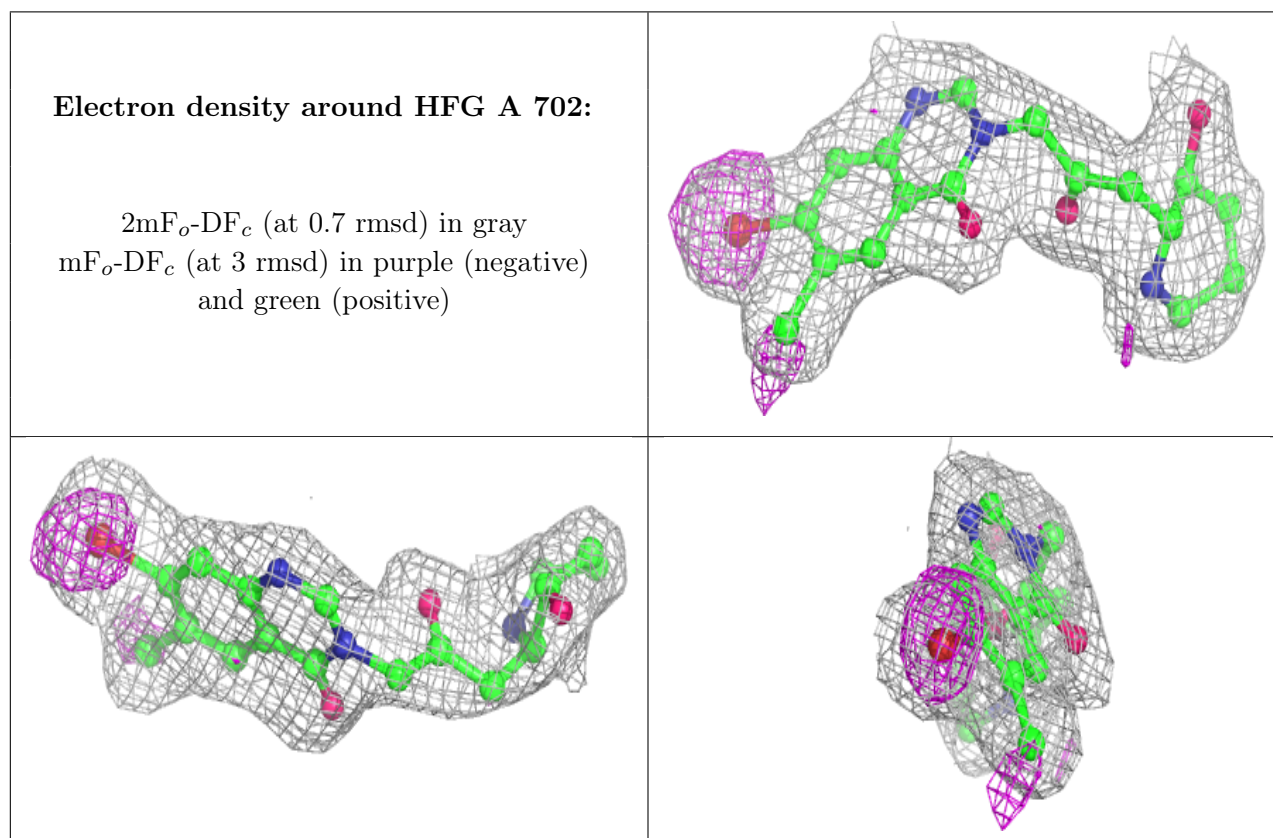 Electron density around HFG A 702:
2mFo-DFc (at 0.7 rmsd) in gray
mFo-DFc (at 3 rmsd) in purple (negative)
and green (positive)